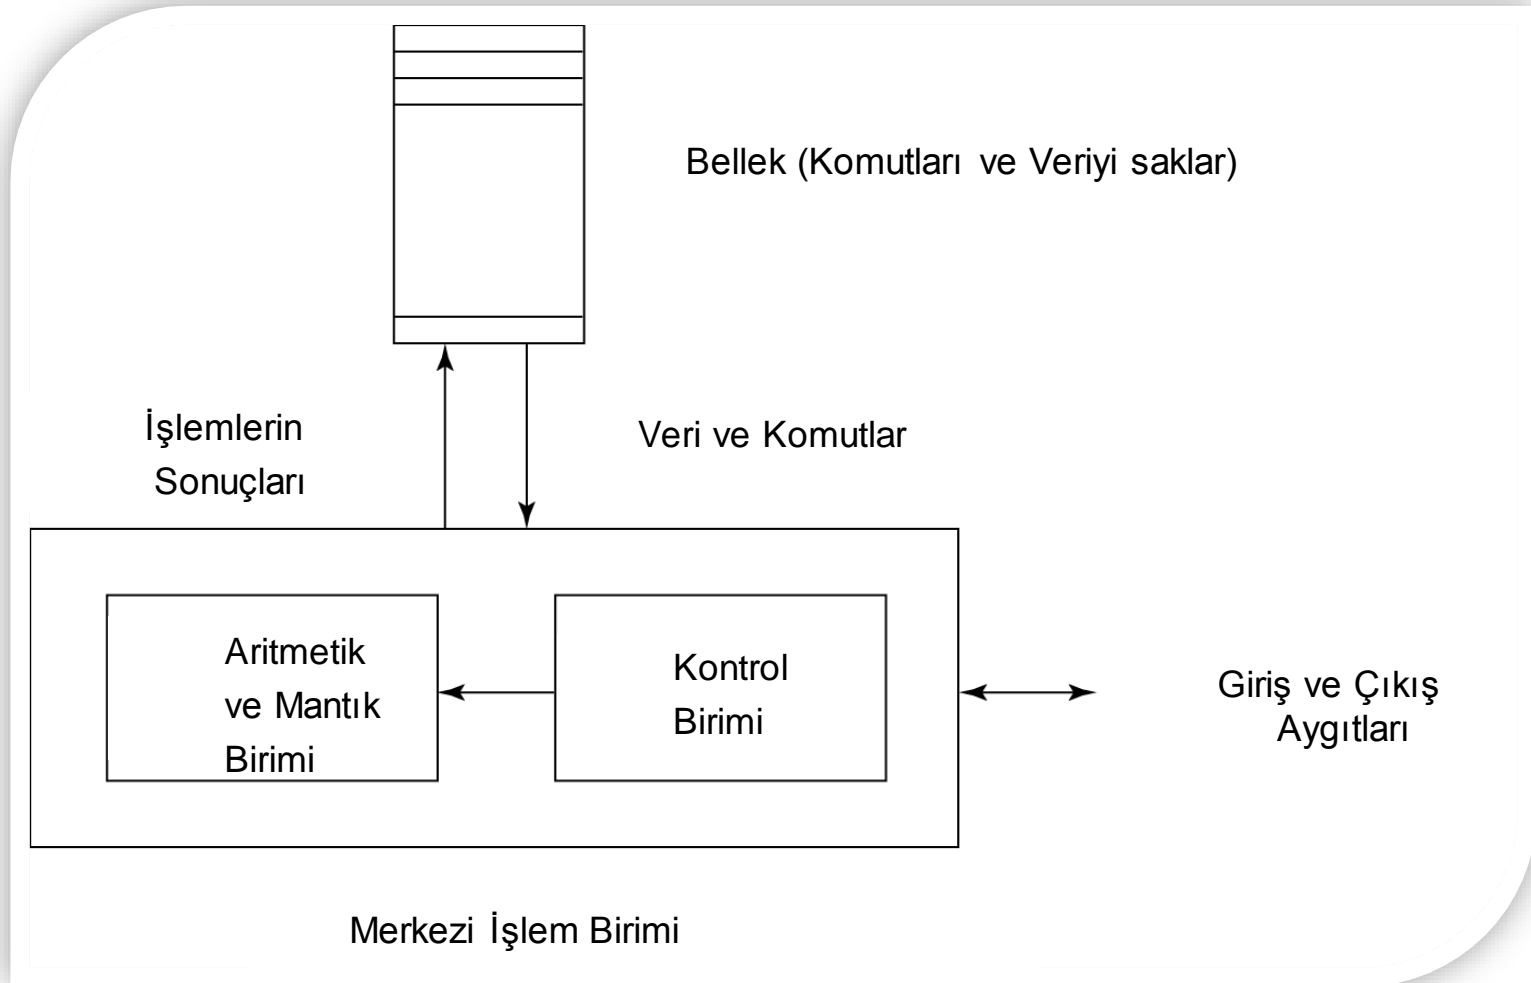 Bellek (Komutları ve Veriyi saklar)
İşlemlerin
Sonuçları
Veri ve Komutlar
Aritmetik
ve Mantık
Birimi
Kontrol
Birimi
Giriş ve Çıkış
Aygıtları
Merkezi İşlem Birimi